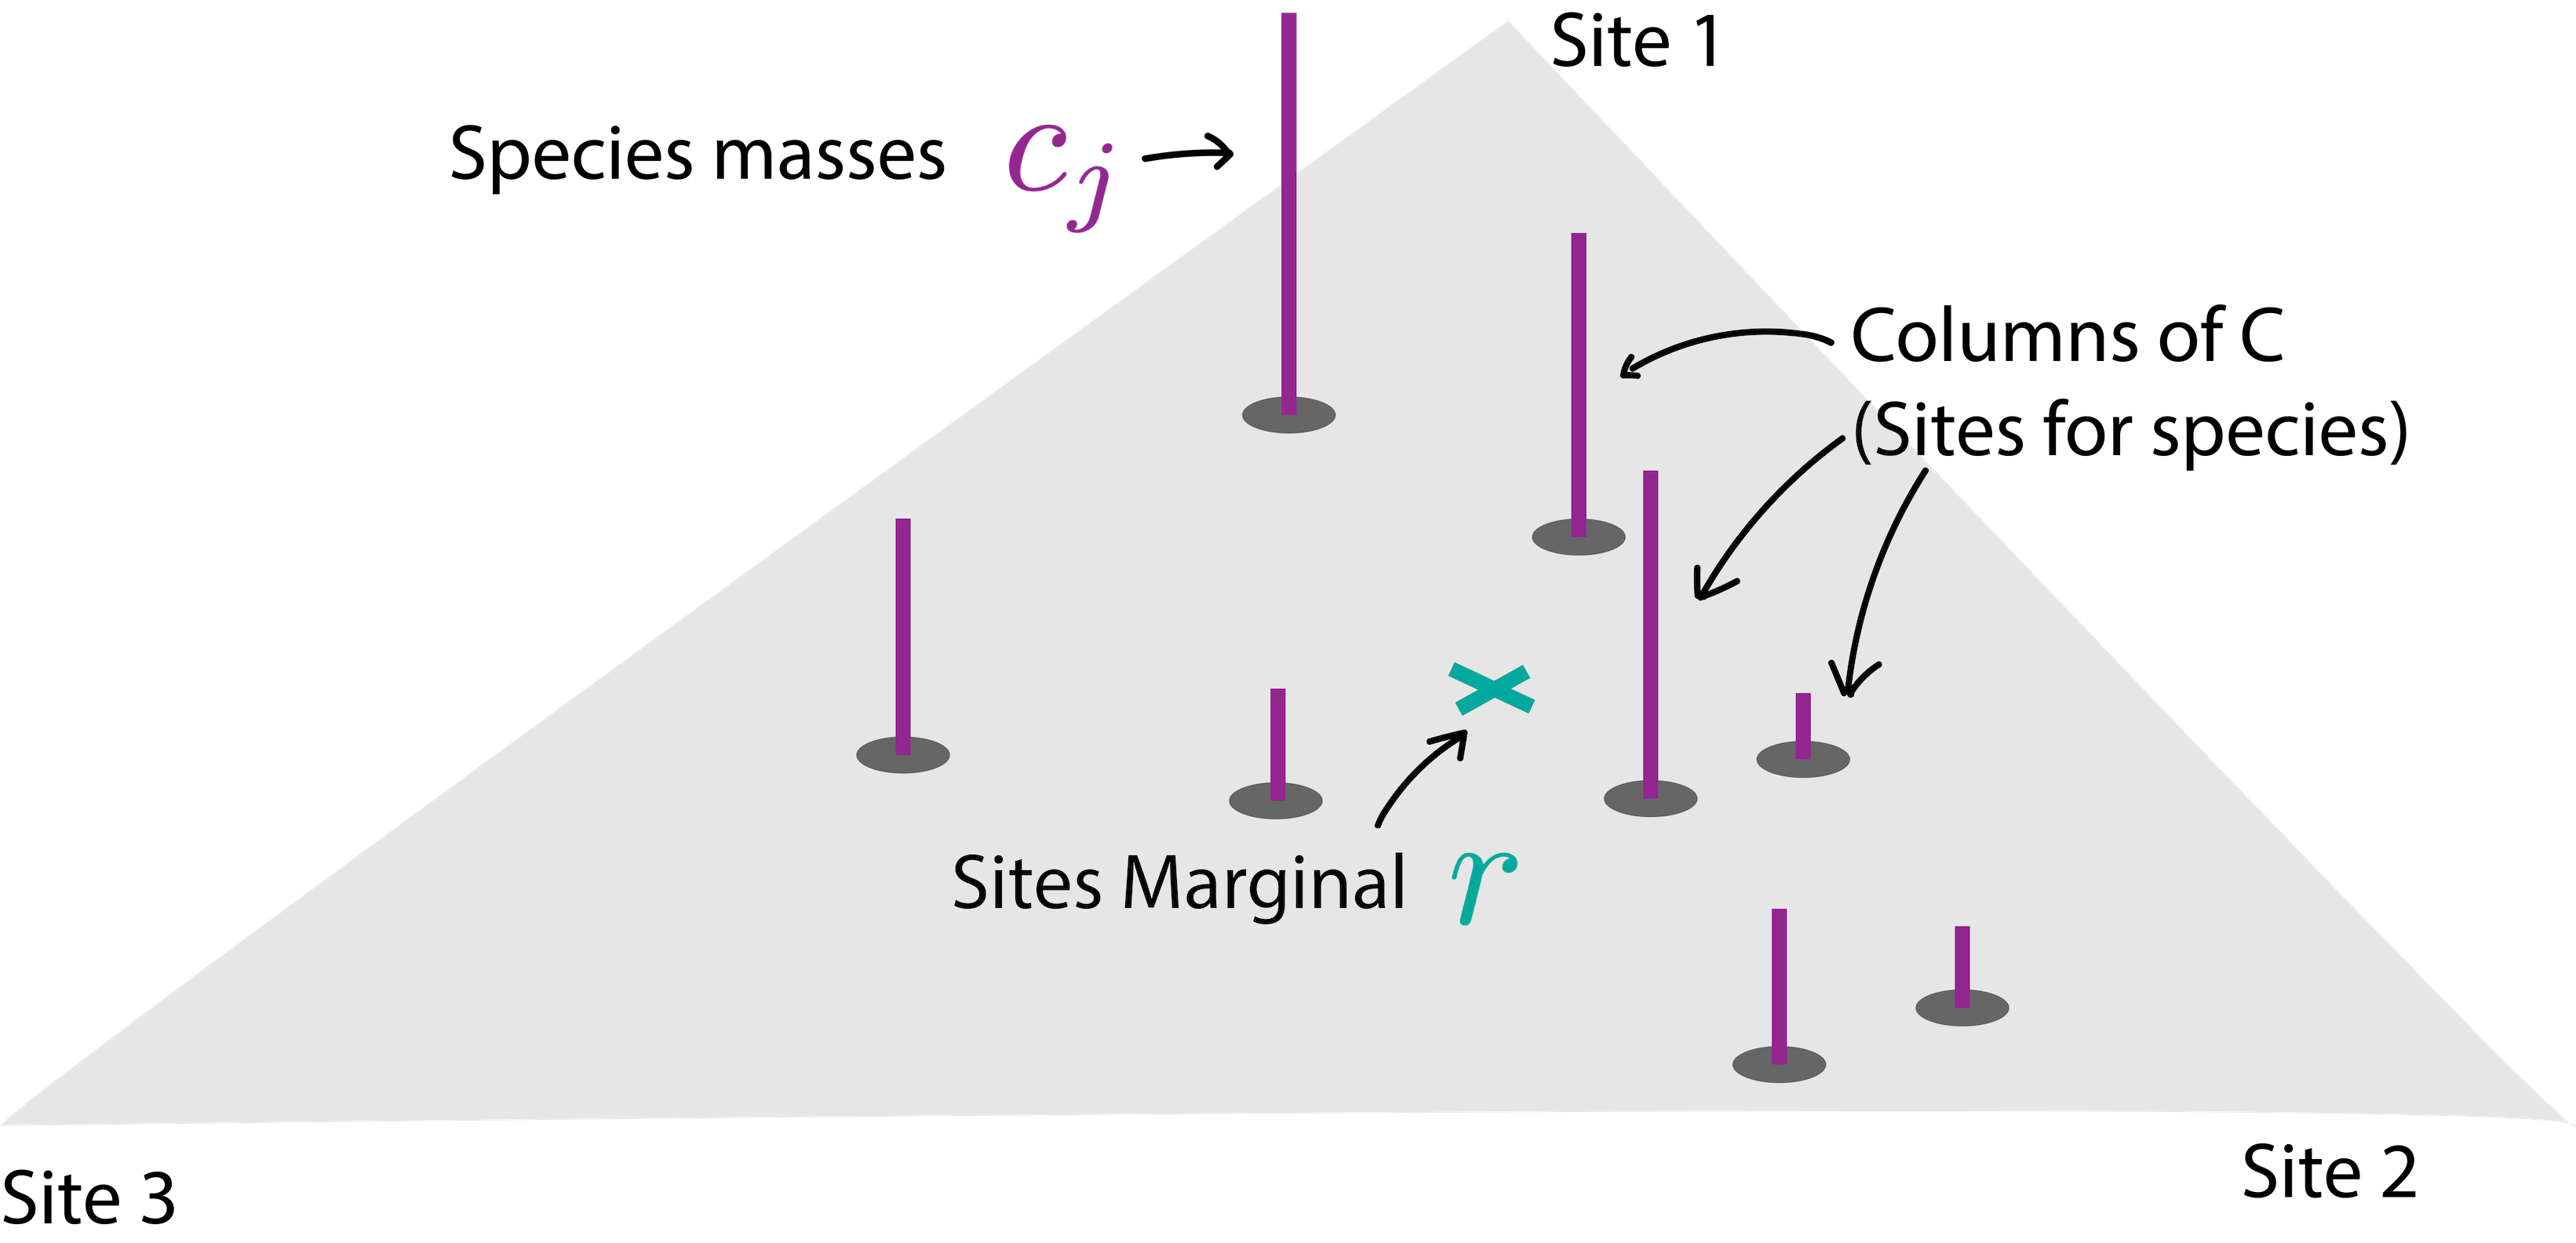 Site 1
Species masses c_j
Columns of C
(Sites for species)
Sites Marginal r
Site 2
Site 3